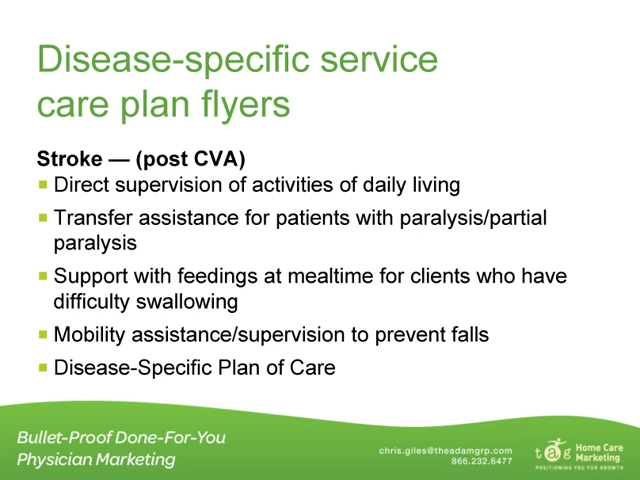 Disease-specific service
care plan flyers
Stroke — (post CVA)
Direct supervision of activities of daily living
Transfer assistance for patients with paralysis/partial
paralysis
Support with feedings at mealtime for clients who have
difficulty swallowing
Mobility assistance/supervision to prevent falls
Disease-Specific Plan of Care
Bullet-Proof Done-For-You
Physician Marketing
chris.giles@theadamgrp.com
866.232.6477
tag
Home Care
Marketing
POSITIONING YOU FOR GROWTH